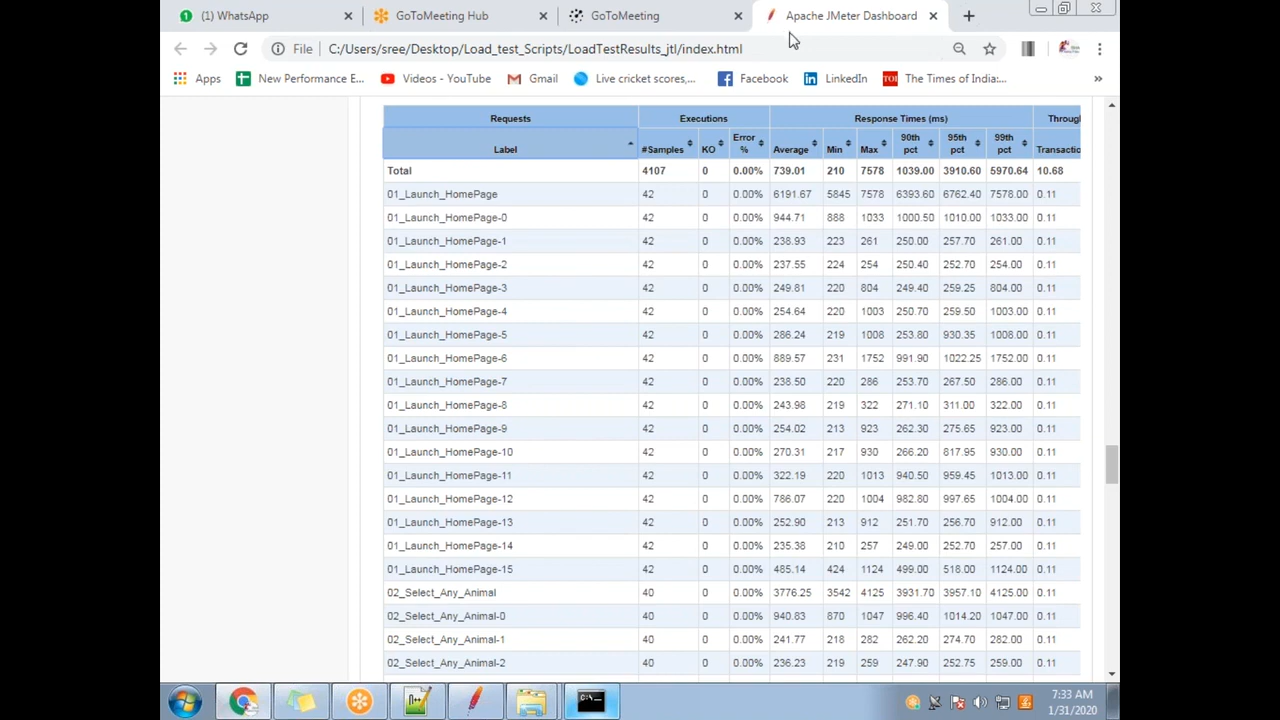 (1) WhatsApp GoToMeeting Hub GoToMeeting Apache JMeter Dashboard
File C:/Users/sree/Desktop/Load_test_Scripts/LoadTestResults_jtl/index.html
Apps New Performance E... Videos - YouTube Gmail Live cricket scores,... Facebook LinkedIn TOI The Times of India:... »
Requests Executions Response Times (ms) Through
Label #Samples KO Error % Average Min Max 90th pct 95th pct 99th pct Transactio
Total 4107 0 0.00% 739.01 210 7578 1039.00 3910.60 5970.64 10.68
01_Launch_HomePage 42 0 0.00% 6191.67 5845 7578 6393.60 6762.40 7578.00 0.11
01_Launch_HomePage-0 42 0 0.00% 944.71 888 1033 1000.50 1010.00 1033.00 0.11
01_Launch_HomePage-1 42 0 0.00% 238.93 223 261 250.00 257.70 261.00 0.11
01_Launch_HomePage-2 42 0 0.00% 237.55 224 254 250.40 252.70 254.00 0.11
01_Launch_HomePage-3 42 0 0.00% 249.81 220 804 249.40 259.25 804.00 0.11
01_Launch_HomePage-4 42 0 0.00% 254.64 220 1003 250.70 259.50 1003.00 0.11
01_Launch_HomePage-5 42 0 0.00% 286.24 219 1008 253.80 930.35 1008.00 0.11
01_Launch_HomePage-6 42 0 0.00% 889.57 231 1752 991.90 1022.25 1752.00 0.11
01_Launch_HomePage-7 42 0 0.00% 238.50 220 286 253.70 267.50 286.00 0.11
01_Launch_HomePage-8 42 0 0.00% 243.98 219 322 271.10 311.00 322.00 0.11
01_Launch_HomePage-9 42 0 0.00% 254.02 213 923 262.30 275.65 923.00 0.11
01_Launch_HomePage-10 42 0 0.00% 270.31 217 930 266.20 817.95 930.00 0.11
01_Launch_HomePage-11 42 0 0.00% 322.19 220 1013 940.50 959.45 1013.00 0.11
01_Launch_HomePage-12 42 0 0.00% 786.07 220 1004 982.80 997.65 1004.00 0.11
01_Launch_HomePage-13 42 0 0.00% 252.90 213 912 251.70 256.70 912.00 0.11
01_Launch_HomePage-14 42 0 0.00% 235.38 210 257 249.00 252.70 257.00 0.11
01_Launch_HomePage-15 42 0 0.00% 485.14 424 1124 499.00 518.00 1124.00 0.11
02_Select_Any_Animal 40 0 0.00% 3776.25 3542 4125 3931.70 3957.10 4125.00 0.11
02_Select_Any_Animal-0 40 0 0.00% 940.83 870 1047 996.40 1014.20 1047.00 0.11
02_Select_Any_Animal-1 40 0 0.00% 241.77 218 282 262.20 274.70 282.00 0.11
02_Select_Any_Animal-2 40 0 0.00% 236.23 219 259 247.90 252.75 259.00 0.11
7:33 AM
1/31/2020